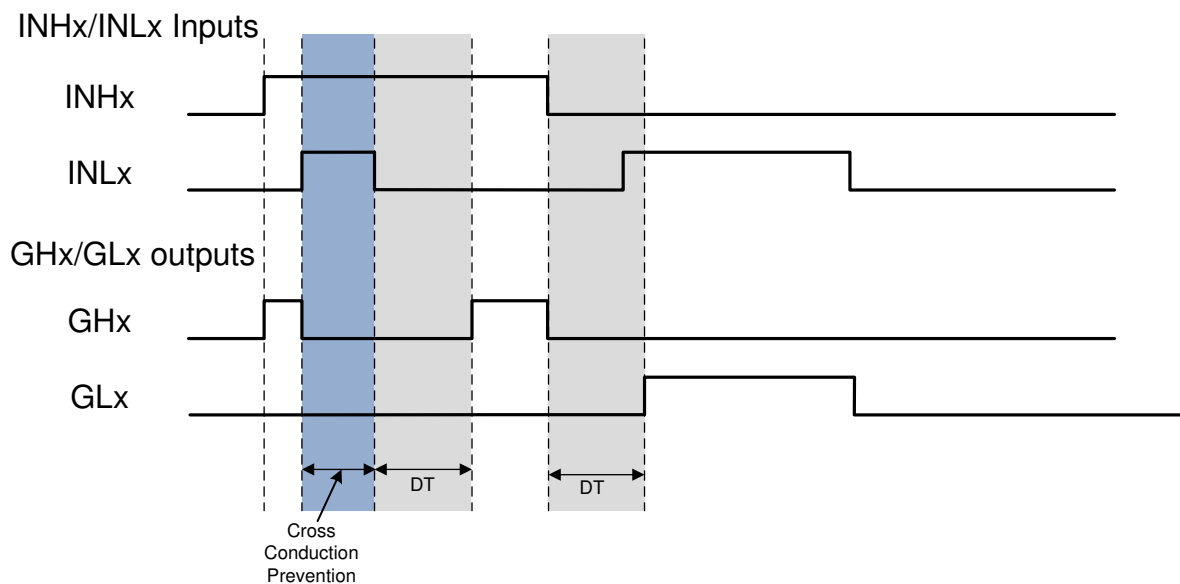 INHx/INLx Inputs
INHx
INLx
GHx/GLx outputs
GHx
GLx
DT
DT
Cross
Conduction
Prevention